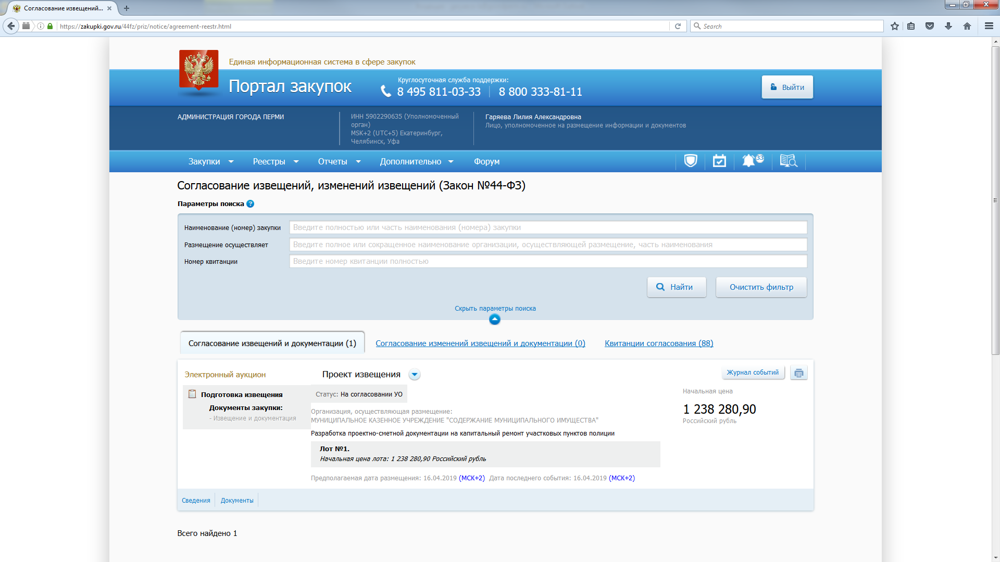 Согласование извещений...
https://zakupki.gov.ru/44fz/priz/notice/agreement-reestr.html
Search
Единая информационная система в сфере закупок
Портал закупок
Круглосуточная служба поддержки:
8 495 811-03-33
8 800 333-81-11
Выйти
АДМИНИСТРАЦИЯ ГОРОДА ПЕРМИ
ИНН 5902290635 (Уполномоченный
орган)
MSK+2 (UTC+5) Екатеринбург,
Челябинск, Уфа
Гаряева Лилия Александровна
Лицо, уполномоченное на размещение информации и документов
Закупки
Реестры
Отчеты
Дополнительно
Форум
33
Согласование извещений, изменений извещений (Закон №44-ФЗ)
Параметры поиска ?
Наименование (номер) закупки
Введите полностью или часть наименования (номера) закупки
Размещение осуществляет
Введите полное или сокращенное наименование организации, осуществляющей размещение, часть наименования
Номер квитанции
Введите номер квитанции полностью
Найти
Очистить фильтр
Скрыть параметры поиска
Согласование извещений и документации (1)
Согласование изменений извещений и документации (0)
Квитанции согласования (88)
Электронный аукцион
Проект извещения
Журнал событий
Подготовка извещения
Документы закупки:
- Извещение и документация
Статус: На согласовании УО
Начальная цена
1 238 280,90
Российский рубль
Организация, осуществляющая размещение:
МУНИЦИПАЛЬНОЕ КАЗЕННОЕ УЧРЕЖДЕНИЕ "СОДЕРЖАНИЕ МУНИЦИПАЛЬНОГО ИМУЩЕСТВА"
Разработка проектно-сметной документации на капитальный ремонт участковых пунктов полиции
Лот №1.
Начальная цена лота: 1 238 280,90 Российский рубль
Предполагаемая дата размещения: 16.04.2019 (МСК+2) Дата последнего события: 16.04.2019 (МСК+2)
Сведения
Документы
Всего найдено 1